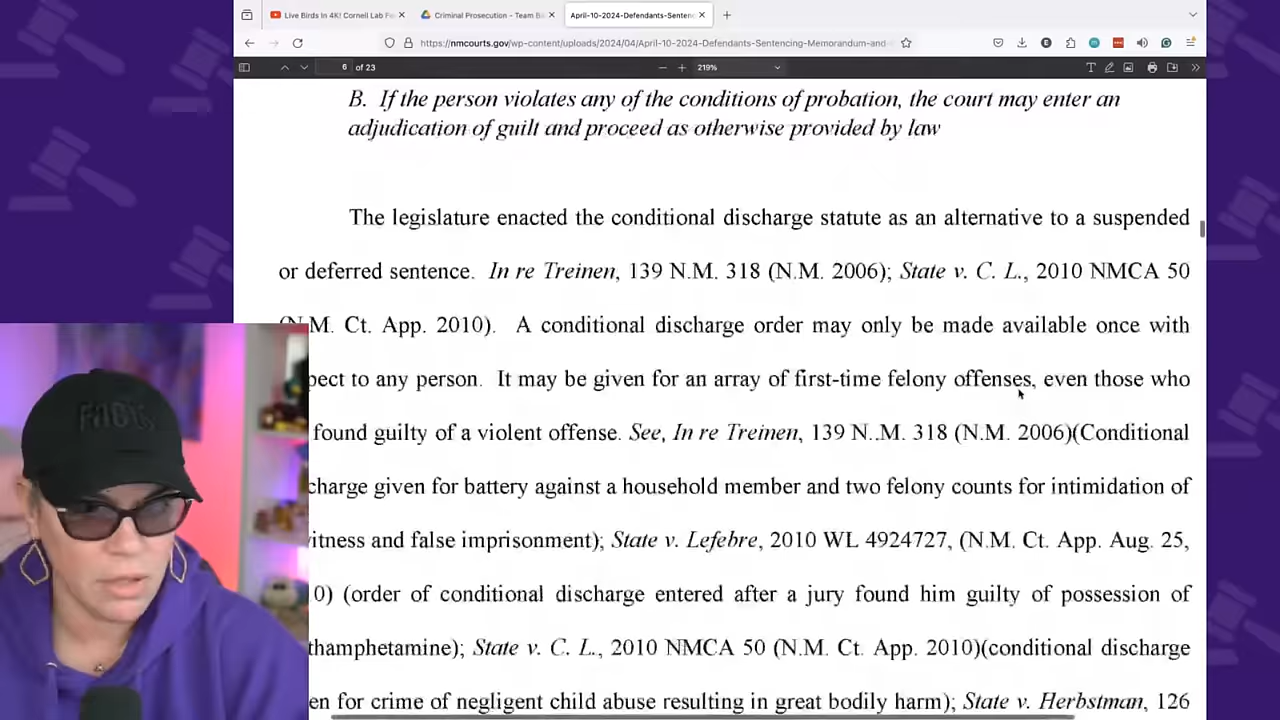 Live Birds In 4K! Cornell Lab Fe
Criminal Prosecution - Team B
April-10-2024-Defendants-Senten
https://nmcourts.gov/wp-content/uploads/2024/04/April-10-2024-Defendants-Sentencing-Memorandum-and-
6 of 23
219%
B. If the person violates any of the conditions of probation, the court may enter an
adjudication of guilt and proceed as otherwise provided by law
The legislature enacted the conditional discharge statute as an alternative to a suspended
or deferred sentence. In re Treinen, 139 N.M. 318 (N.M. 2006); State v. C. L., 2010 NMCA 50
(N.M. Ct. App. 2010). A conditional discharge order may only be made available once with
pect to any person. It may be given for an array of first-time felony offenses, even those who
found guilty of a violent offense. See, In re Treinen, 139 N..M. 318 (N.M. 2006)(Conditional
charge given for battery against a household member and two felony counts for intimidation of
itness and false imprisonment); State v. Lefebre, 2010 WL 4924727, (N.M. Ct. App. Aug. 25,
0) (order of conditional discharge entered after a jury found him guilty of possession of
thamphetamine); State v. C. L., 2010 NMCA 50 (N.M. Ct. App. 2010)(conditional discharge
en for crime of negligent child abuse resulting in great bodily harm); State v. Herbstman, 126
FACTS